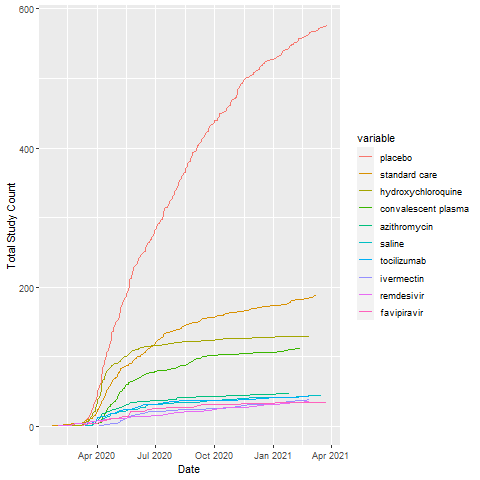 600
400
200
0
Total Study Count
Apr 2020 Jul 2020 Oct 2020 Jan 2021 Apr 2021
Date
variable
placebo
standard care
hydroxychloroquine
convalescent plasma
azithromycin
saline
tocilizumab
ivermectin
remdesivir
favipiravir